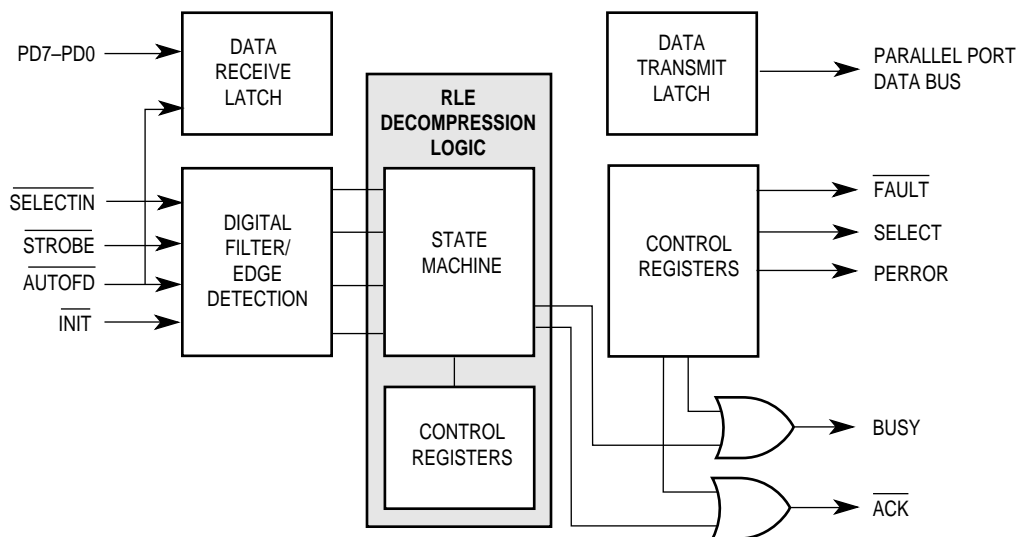 PD7–PD0
DATA
RECEIVE
LATCH
DATA
TRANSMIT
LATCH
PARALLEL PORT
DATA BUS
RLE
DECOMPRESSION
LOGIC
SELECTIN
STROBE
AUTOFD
INIT
DIGITAL
FILTER/
EDGE
DETECTION
STATE
MACHINE
CONTROL
REGISTERS
CONTROL
REGISTERS
FAULT
SELECT
PERROR
BUSY
ACK